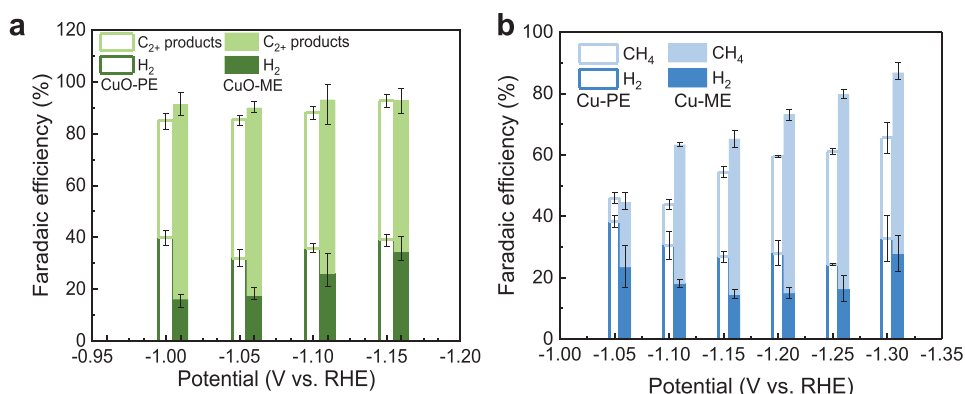 a
120
100
80
60
40
20
0
Faradaic efficiency (%)
C2+ products C2+ products
H2 H2
CuO-PE CuO-ME
-0.95 -1.00 -1.05 -1.10 -1.15 -1.20
Potential (V vs. RHE)
b
100
80
60
40
20
0
Faradaic efficiency (%)
CH4 CH4
H2 H2
Cu-PE Cu-ME
-1.00 -1.05 -1.10 -1.15 -1.20 -1.25 -1.30 -1.35
Potential (V vs. RHE)